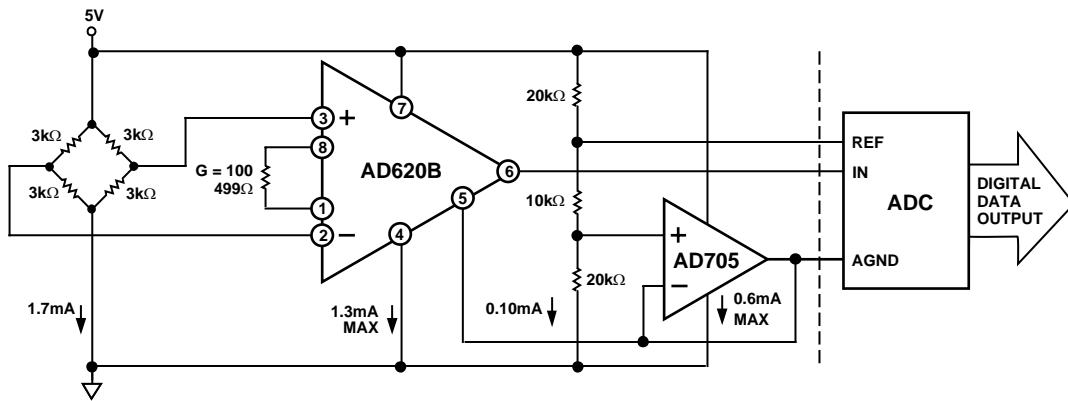 5V
3kΩ
3kΩ
3kΩ
3kΩ
1.7mA
G = 100
499Ω
3
8
1
2
+
−
AD620B
7
6
5
4
1.3mA
MAX
20kΩ
10kΩ
20kΩ
0.10mA
+
−
AD705
0.6mA
MAX
REF
IN
ADC
AGND
DIGITAL
DATA
OUTPUT